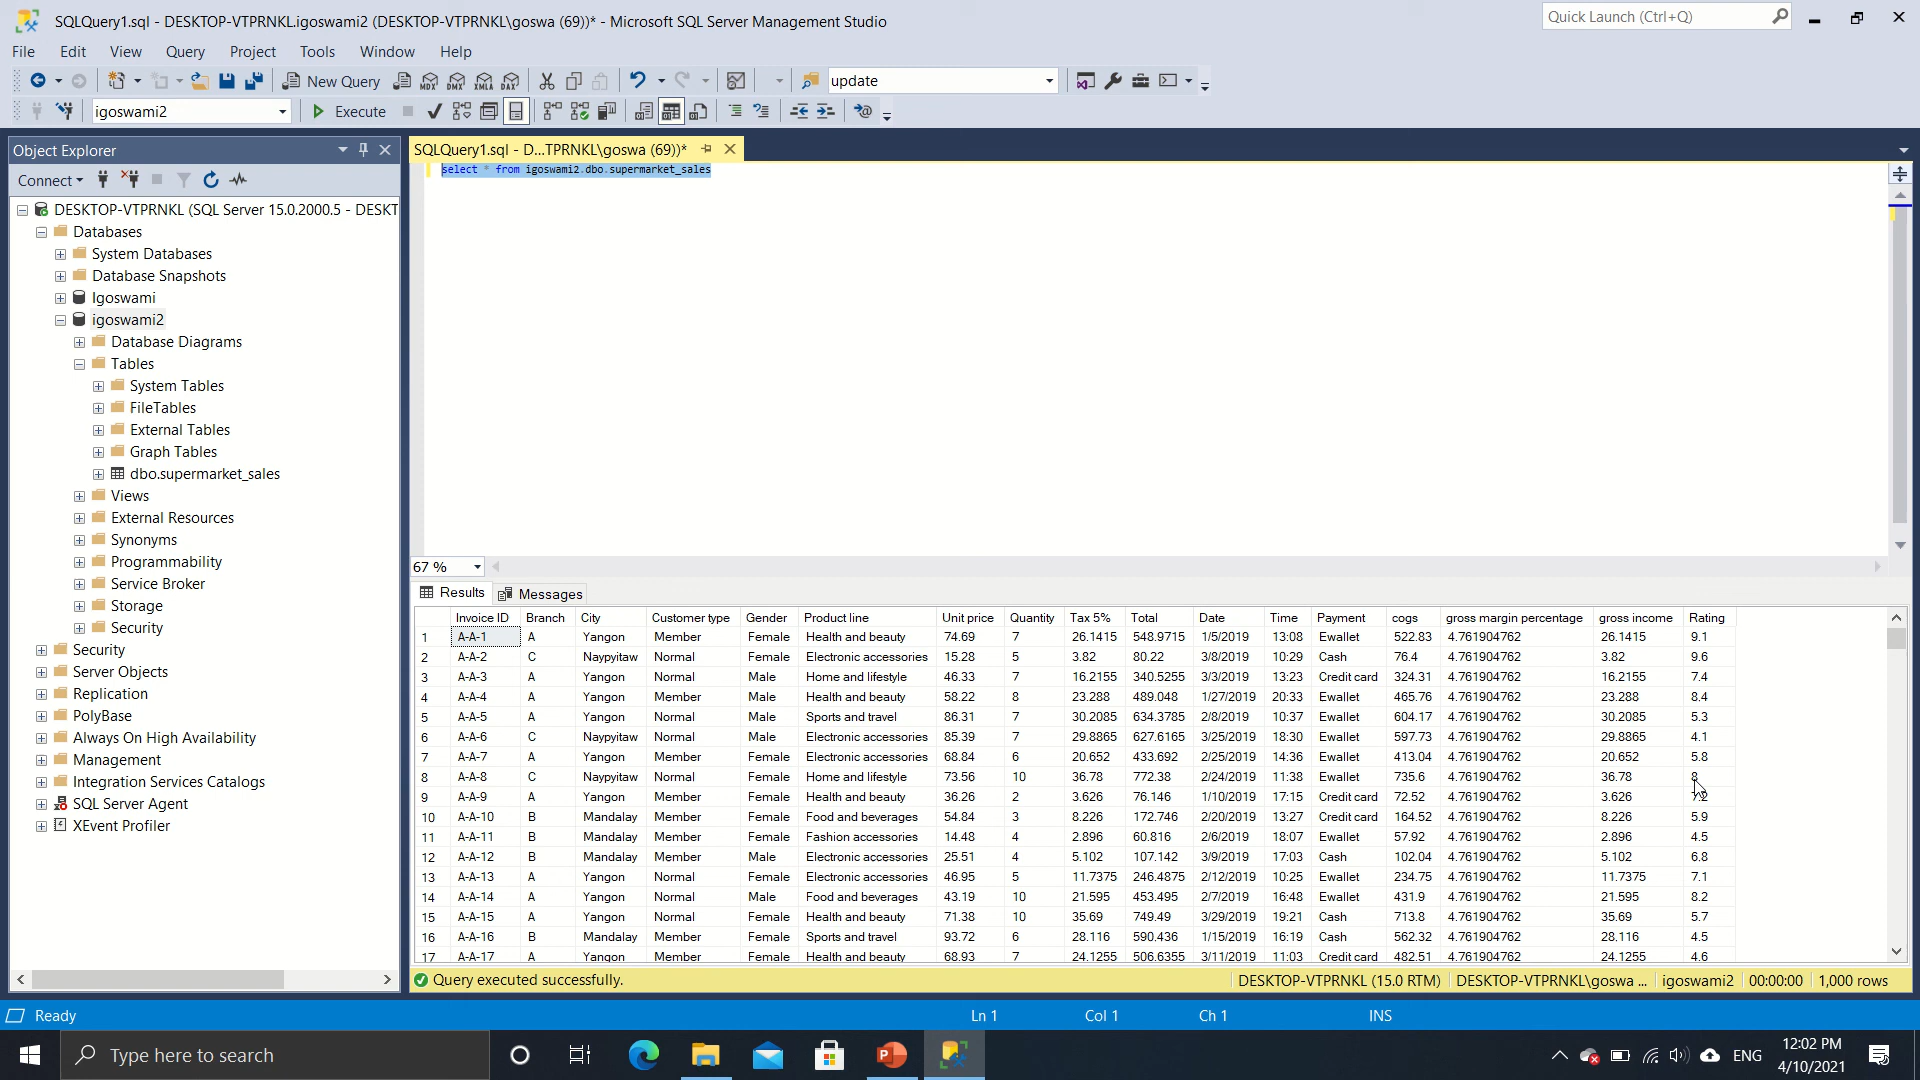 SQLQuery1.sql - DESKTOP-VTPRNKL.igoswami2 (DESKTOP-VTPRNKL\goswa (69))* - Microsoft SQL Server Management Studio
Quick Launch (Ctrl+Q)
File Edit View Query Project Tools Window Help
New Query MDX DMX XMLA DAX update
igoswami2 Execute
Object Explorer
SQLQuery1.sql - D...TPRNKL\goswa (69))*
Connect
select * from igoswami2.dbo.supermarket_sales
DESKTOP-VTPRNKL (SQL Server 15.0.2000.5 - DESKT
Databases
System Databases
Database Snapshots
Igoswami
igoswami2
Database Diagrams
Tables
System Tables
FileTables
External Tables
Graph Tables
dbo.supermarket_sales
Views
External Resources
Synonyms
Programmability
Service Broker
Storage
Security
Security
Server Objects
Replication
PolyBase
Always On High Availability
Management
Integration Services Catalogs
SQL Server Agent
XEvent Profiler
67 %
Results Messages
Invoice ID Branch City Customer type Gender Product line Unit price Quantity Tax 5% Total Date Time Payment cogs gross margin percentage gross income Rating
1 A-A-1 A Yangon Member Female Health and beauty 74.69 7 26.1415 548.9715 1/5/2019 13:08 Ewallet 522.83 4.761904762 26.1415 9.1
2 A-A-2 C Naypyitaw Normal Female Electronic accessories 15.28 5 3.82 80.22 3/8/2019 10:29 Cash 76.4 4.761904762 3.82 9.6
3 A-A-3 A Yangon Normal Male Home and lifestyle 46.33 7 16.2155 340.5255 3/3/2019 13:23 Credit card 324.31 4.761904762 16.2155 7.4
4 A-A-4 A Yangon Member Male Health and beauty 58.22 8 23.288 489.048 1/27/2019 20:33 Ewallet 465.76 4.761904762 23.288 8.4
5 A-A-5 A Yangon Normal Male Sports and travel 86.31 7 30.2085 634.3785 2/8/2019 10:37 Ewallet 604.17 4.761904762 30.2085 5.3
6 A-A-6 C Naypyitaw Normal Male Electronic accessories 85.39 7 29.8865 627.6165 3/25/2019 18:30 Ewallet 597.73 4.761904762 29.8865 4.1
7 A-A-7 A Yangon Member Female Electronic accessories 68.84 6 20.652 433.692 2/25/2019 14:36 Ewallet 413.04 4.761904762 20.652 5.8
8 A-A-8 C Naypyitaw Normal Female Home and lifestyle 73.56 10 36.78 772.38 2/24/2019 11:38 Ewallet 735.6 4.761904762 36.78 8
9 A-A-9 A Yangon Member Female Health and beauty 36.26 2 3.626 76.146 1/10/2019 17:15 Credit card 72.52 4.761904762 3.626 7.2
10 A-A-10 B Mandalay Member Female Food and beverages 54.84 3 8.226 172.746 2/20/2019 13:27 Credit card 164.52 4.761904762 8.226 5.9
11 A-A-11 B Mandalay Member Female Fashion accessories 14.48 4 2.896 60.816 2/6/2019 18:07 Ewallet 57.92 4.761904762 2.896 4.5
12 A-A-12 B Mandalay Member Male Electronic accessories 25.51 4 5.102 107.142 3/9/2019 17:03 Cash 102.04 4.761904762 5.102 6.8
13 A-A-13 A Yangon Normal Female Electronic accessories 46.95 5 11.7375 246.4875 2/12/2019 10:25 Ewallet 234.75 4.761904762 11.7375 7.1
14 A-A-14 A Yangon Normal Male Food and beverages 43.19 10 21.595 453.495 2/7/2019 16:48 Ewallet 431.9 4.761904762 21.595 8.2
15 A-A-15 A Yangon Normal Female Health and beauty 71.38 10 35.69 749.49 3/29/2019 19:21 Cash 713.8 4.761904762 35.69 5.7
16 A-A-16 B Mandalay Member Female Sports and travel 93.72 6 28.116 590.436 1/15/2019 16:19 Cash 562.32 4.761904762 28.116 4.5
17 A-A-17 A Yangon Member Female Health and beauty 68.93 7 24.1255 506.6355 3/11/2019 11:03 Credit card 482.51 4.761904762 24.1255 4.6
Query executed successfully. DESKTOP-VTPRNKL (15.0 RTM) DESKTOP-VTPRNKL\goswa ... igoswami2 00:00:00 1,000 rows
Ready Ln 1 Col 1 Ch 1 INS
Type here to search
ENG
12:02 PM
4/10/2021